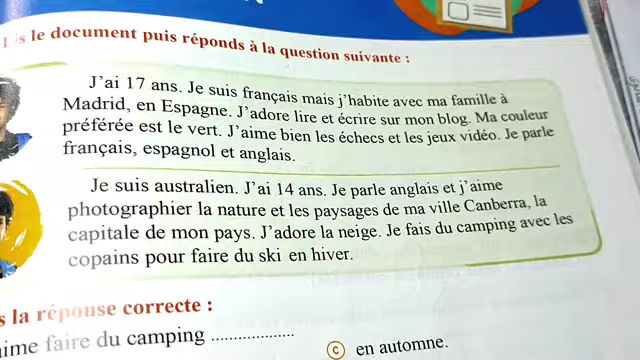 is le document puis réponds à la question suivante :
J'ai 17 ans. Je suis français mais j'habite avec ma famille à
Madrid, en Espagne. J'adore lire et écrire sur mon blog. Ma couleur
préférée est le vert. J'aime bien les échecs et les jeux vidéo. Je parle
français, espagnol et anglais.
Je suis australien. J'ai 14 ans. Je parle anglais et j'aime
photographier la nature et les paysages de ma ville Canberra, la
capitale de mon pays. J'adore la neige. Je fais du camping avec les
copains pour faire du ski en hiver.
s la réponse correcte :
ime faire du camping ..................
c en automne.